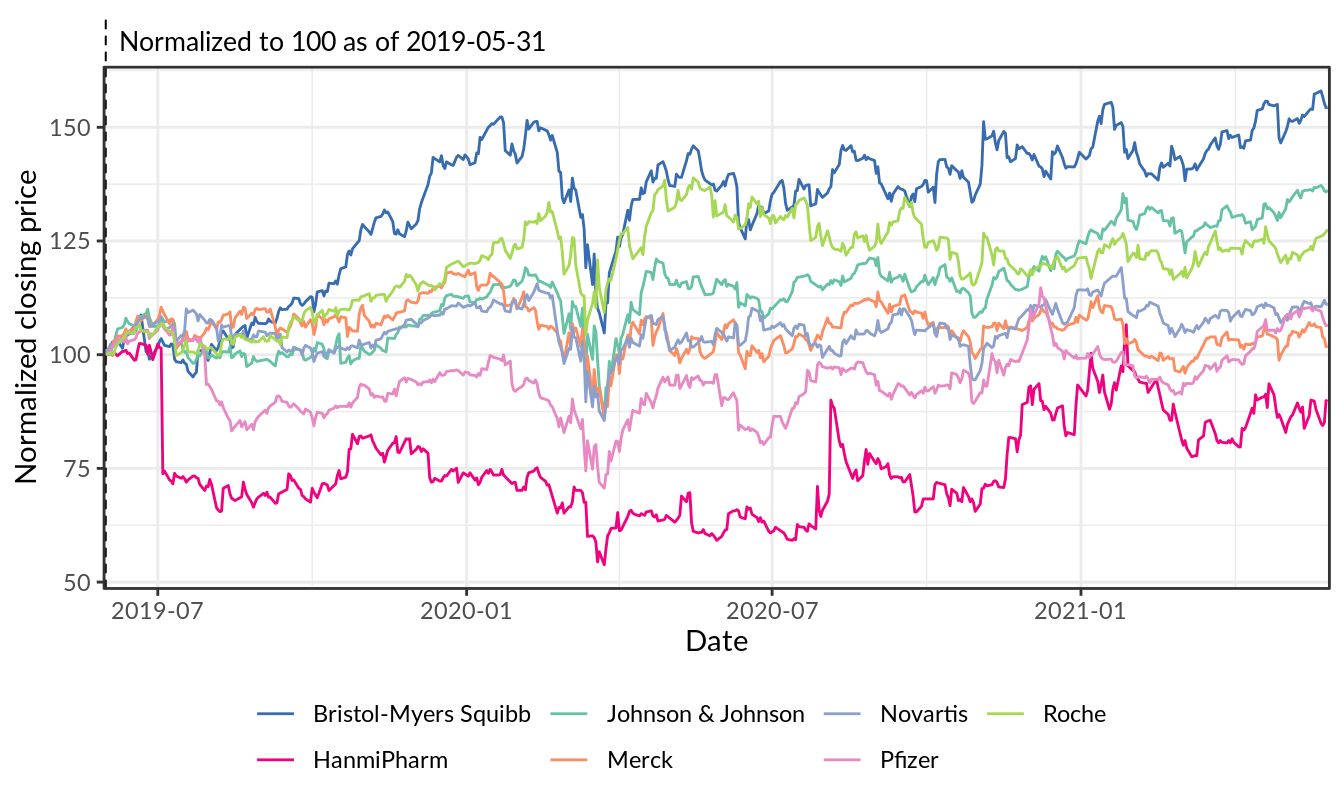 Normalized to 100 as of 2019-05-31
150
125
100
75
50
Normalized closing price
2019-07 2020-01 2020-07 2021-01
Date
Bristol-Myers Squibb Johnson & Johnson Novartis Roche
HanmiPharm Merck Pfizer